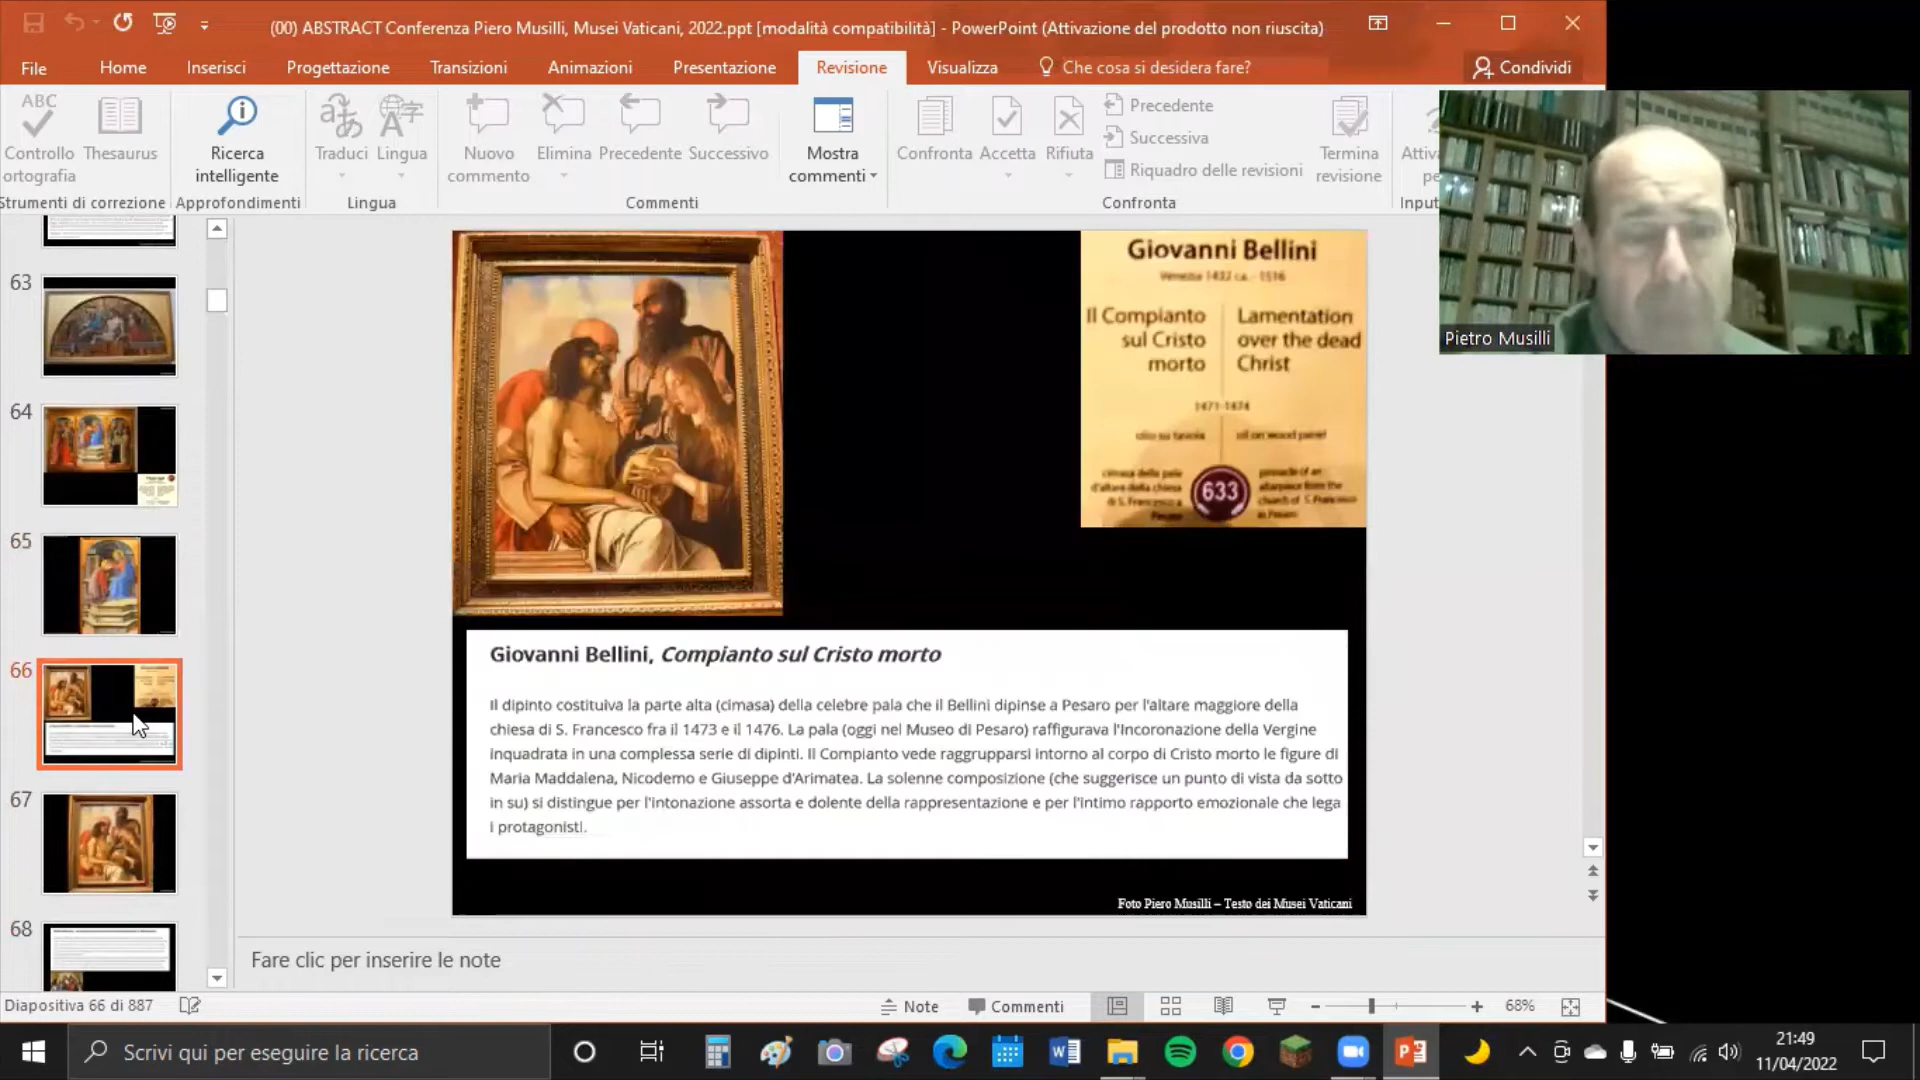 (00) ABSTRACT Conferenza Piero Musilli, Musei Vaticani, 2022.ppt [modalità compatibilità] - PowerPoint (Attivazione del prodotto non riuscita)
File Home Inserisci Progettazione Transizioni Animazioni Presentazione Revisione Visualizza Che cosa si desidera fare? Condividi
ABC
Controllo
ortografia
Thesaurus
Strumenti di correzione
Ricerca
intelligente
Approfondimenti
Traduci
Lingua
Lingua
Nuovo
commento
Elimina
Precedente
Successivo
Mostra
commenti
Commenti
Confronta
Accetta
Rifiuta
Precedente
Successiva
Riquadro delle revisioni
Termina
revisione
Confronta
Attiva
pe
Input
Pietro Musilli
63
64
65
66
67
68
Giovanni Bellini
Venezia 1432 ca. - 1516
Il Compianto
sul Cristo
morto
Lamentation
over the dead
Christ
1471-1474
olio su tavola
oil on wood panel
cimasa della pala
d'altare della chiesa
di S. Francesco a
Pesaro
633
pinnacle of an
altarpiece from the
church of S. Francesco
in Pesaro
Giovanni Bellini, Compianto sul Cristo morto
Il dipinto costituiva la parte alta (cimasa) della celebre pala che il Bellini dipinse a Pesaro per l'altare maggiore della
chiesa di S. Francesco fra il 1473 e il 1476. La pala (oggi nel Museo di Pesaro) raffigurava l'Incoronazione della Vergine
inquadrata in una complessa serie di dipinti. Il Compianto vede raggrupparsi intorno al corpo di Cristo morto le figure di
Maria Maddalena, Nicodemo e Giuseppe d'Arimatea. La solenne composizione (che suggerisce un punto di vista da sotto
in su) si distingue per l'intonazione assorta e dolente della rappresentazione e per l'intimo rapporto emozionale che lega
i protagonisti.
Foto Piero Musilli – Testo dei Musei Vaticani
Fare clic per inserire le note
Diapositiva 66 di 887
Note
Commenti
68%
Scrivi qui per eseguire la ricerca
21:49
11/04/2022